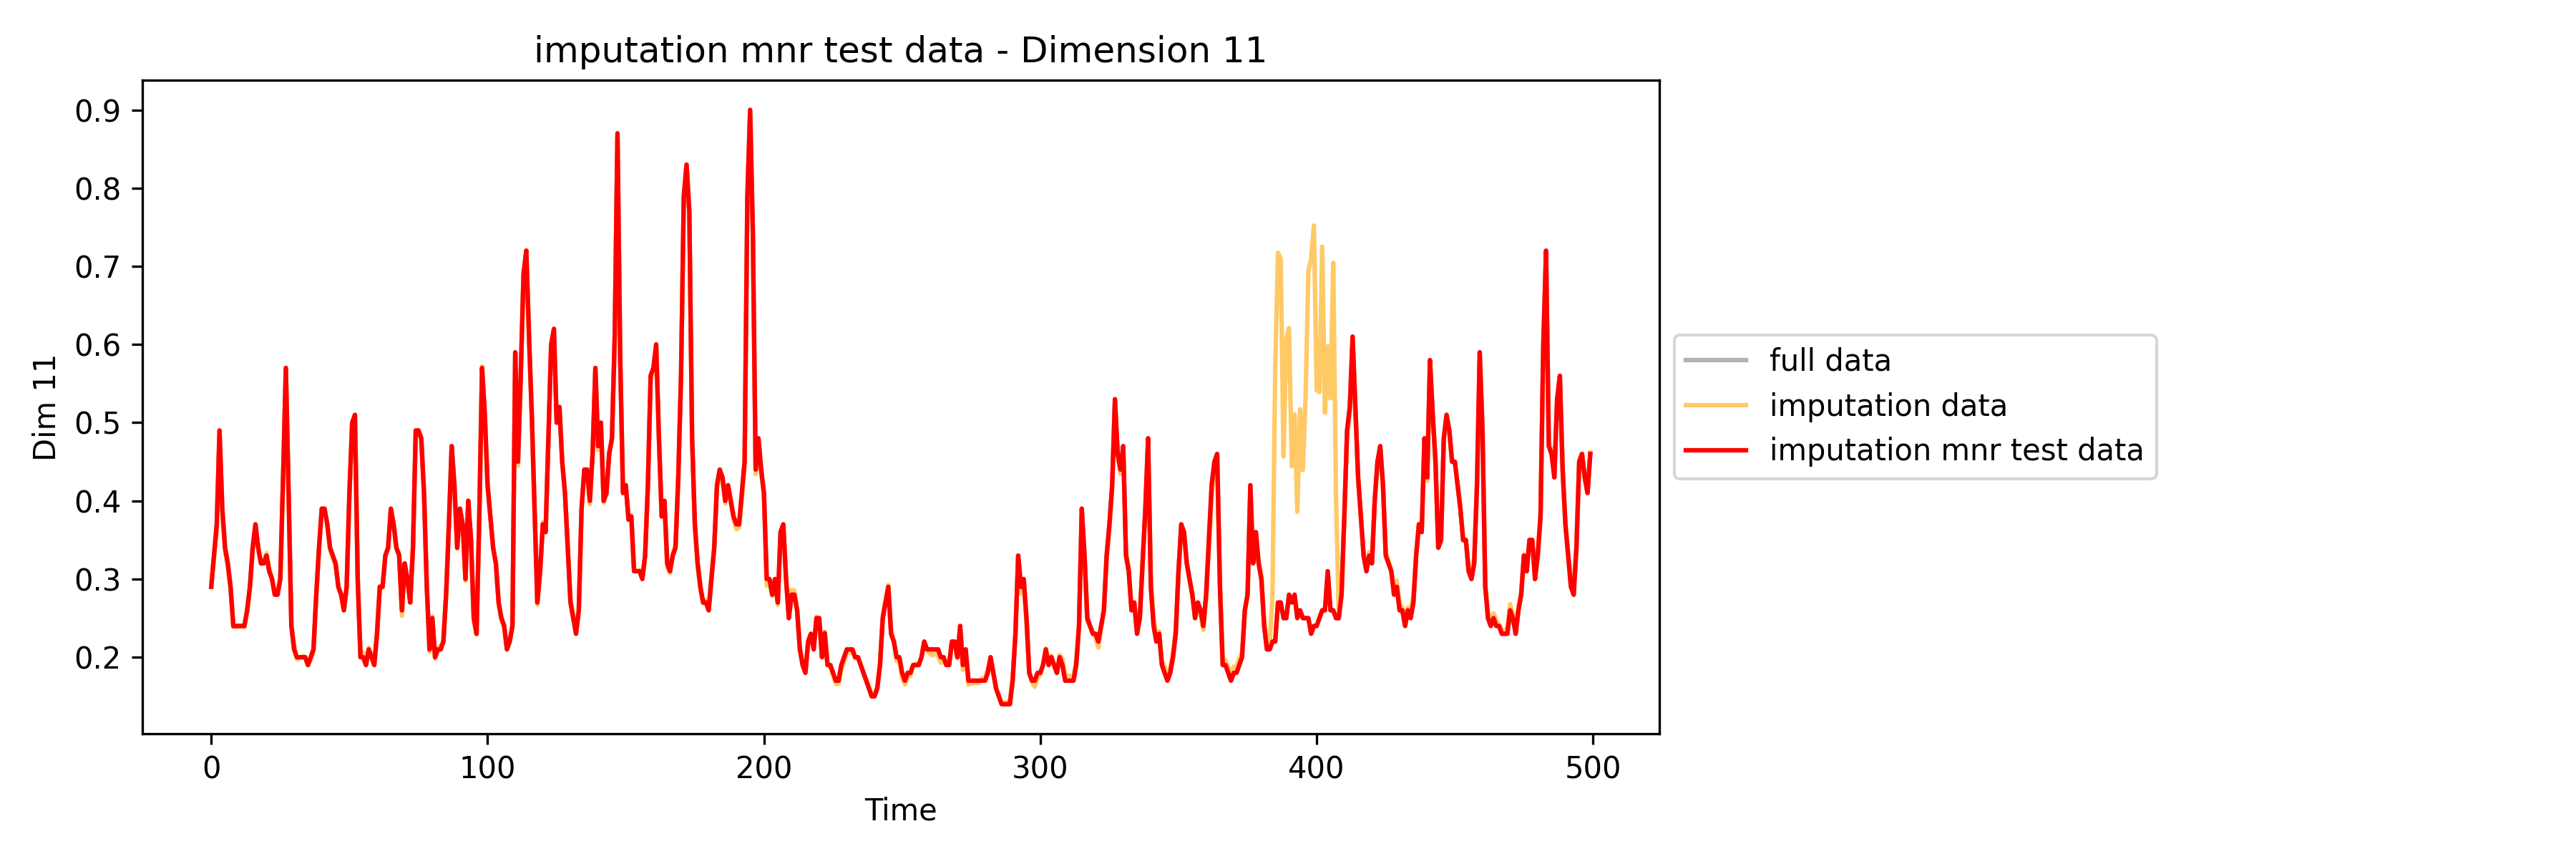 imputation mnr test data - Dimension 11
0.9
0.8
0.7
0.6
0.5
0.4
0.3
0.2
Dim 11
0 100 200 300 400 500
Time
full data
imputation data
imputation mnr test data